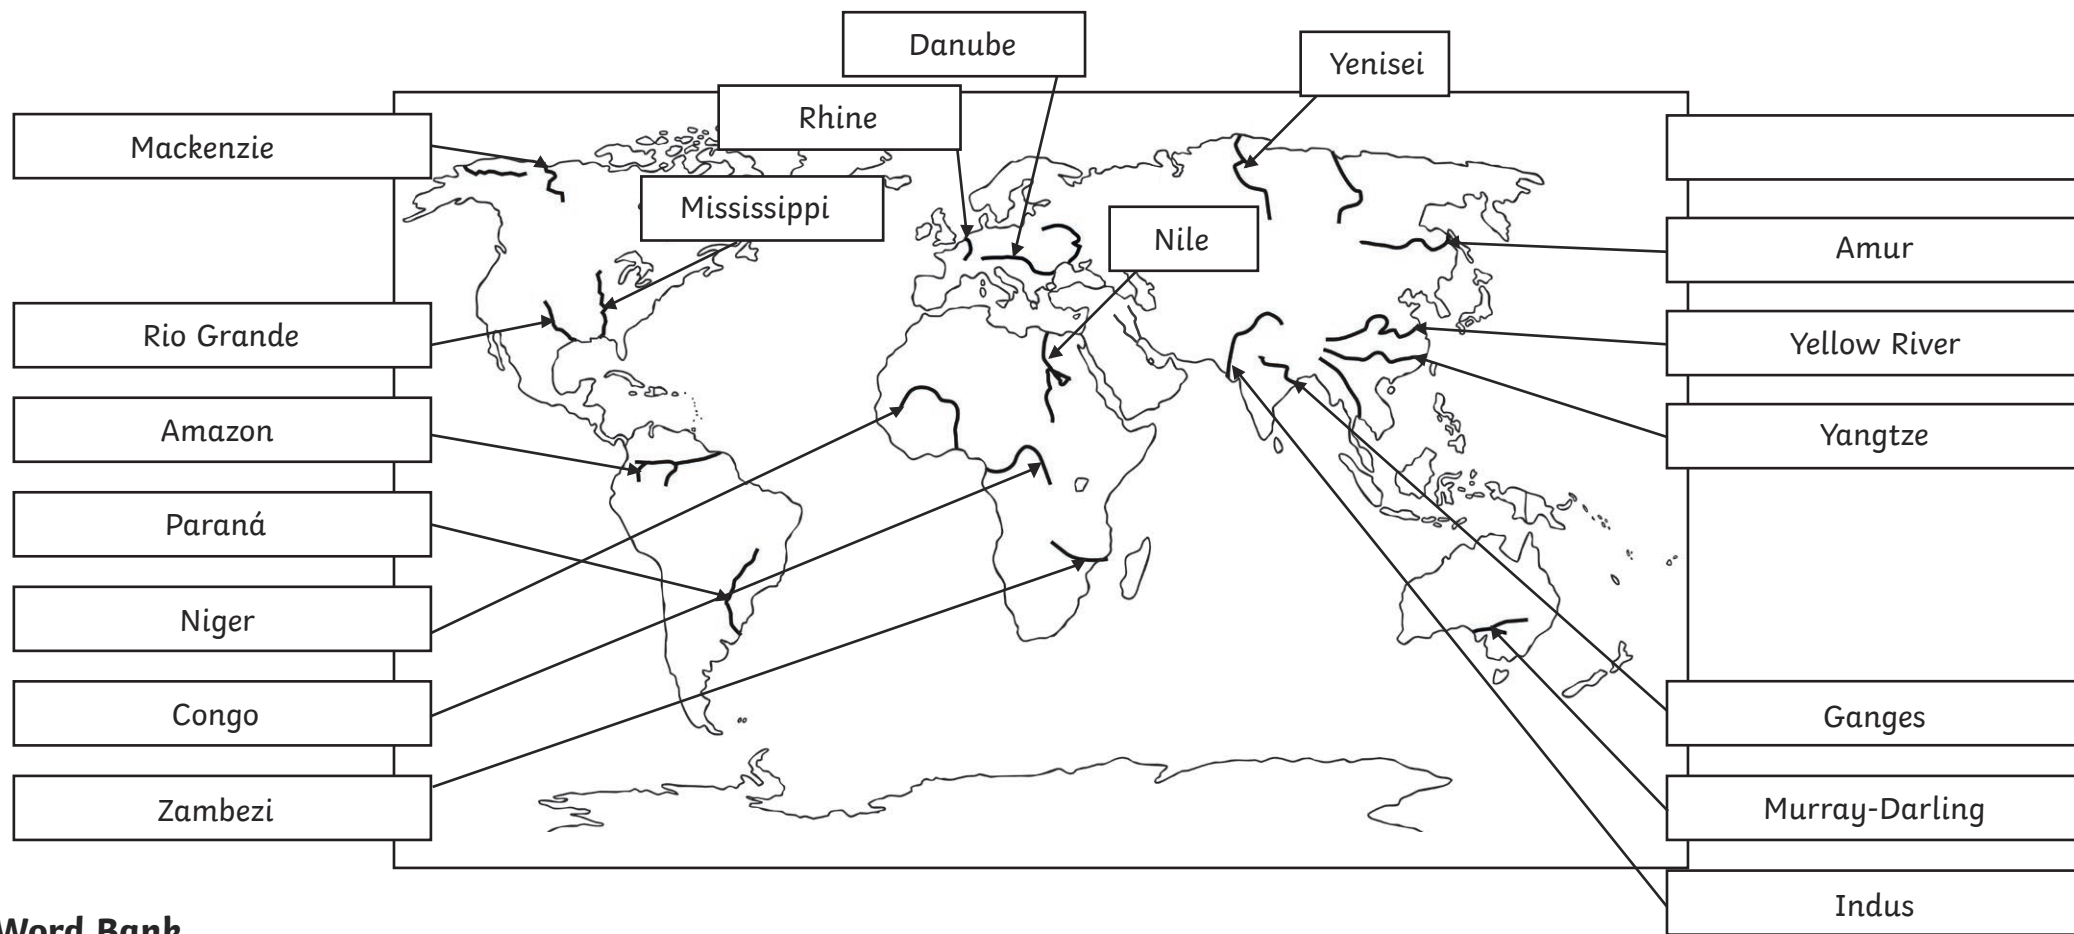 Danube
Yenisei
Rhine
Mackenzie
Mississippi
Nile
Amur
Rio Grande
Yellow River
Amazon
Yangtze
Paraná
Niger
Congo
Ganges
Zambezi
Murray-Darling
Indus
Word Bank